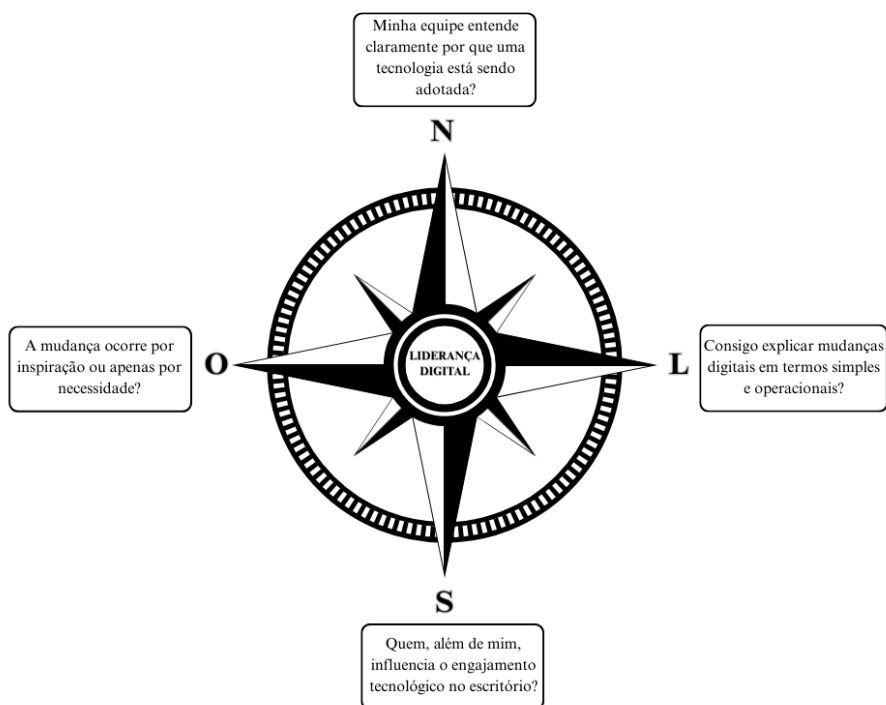 Minha equipe entende
claramente por que uma
tecnologia está sendo
adotada?
N
A mudança ocorre por
inspiração ou apenas por
necessidade?
O
LIDERANÇA
DIGITAL
L
Consigo explicar mudanças
digitais em termos simples
e operacionais?
S
Quem, além de mim,
influencia o engajamento
tecnológico no escritório?